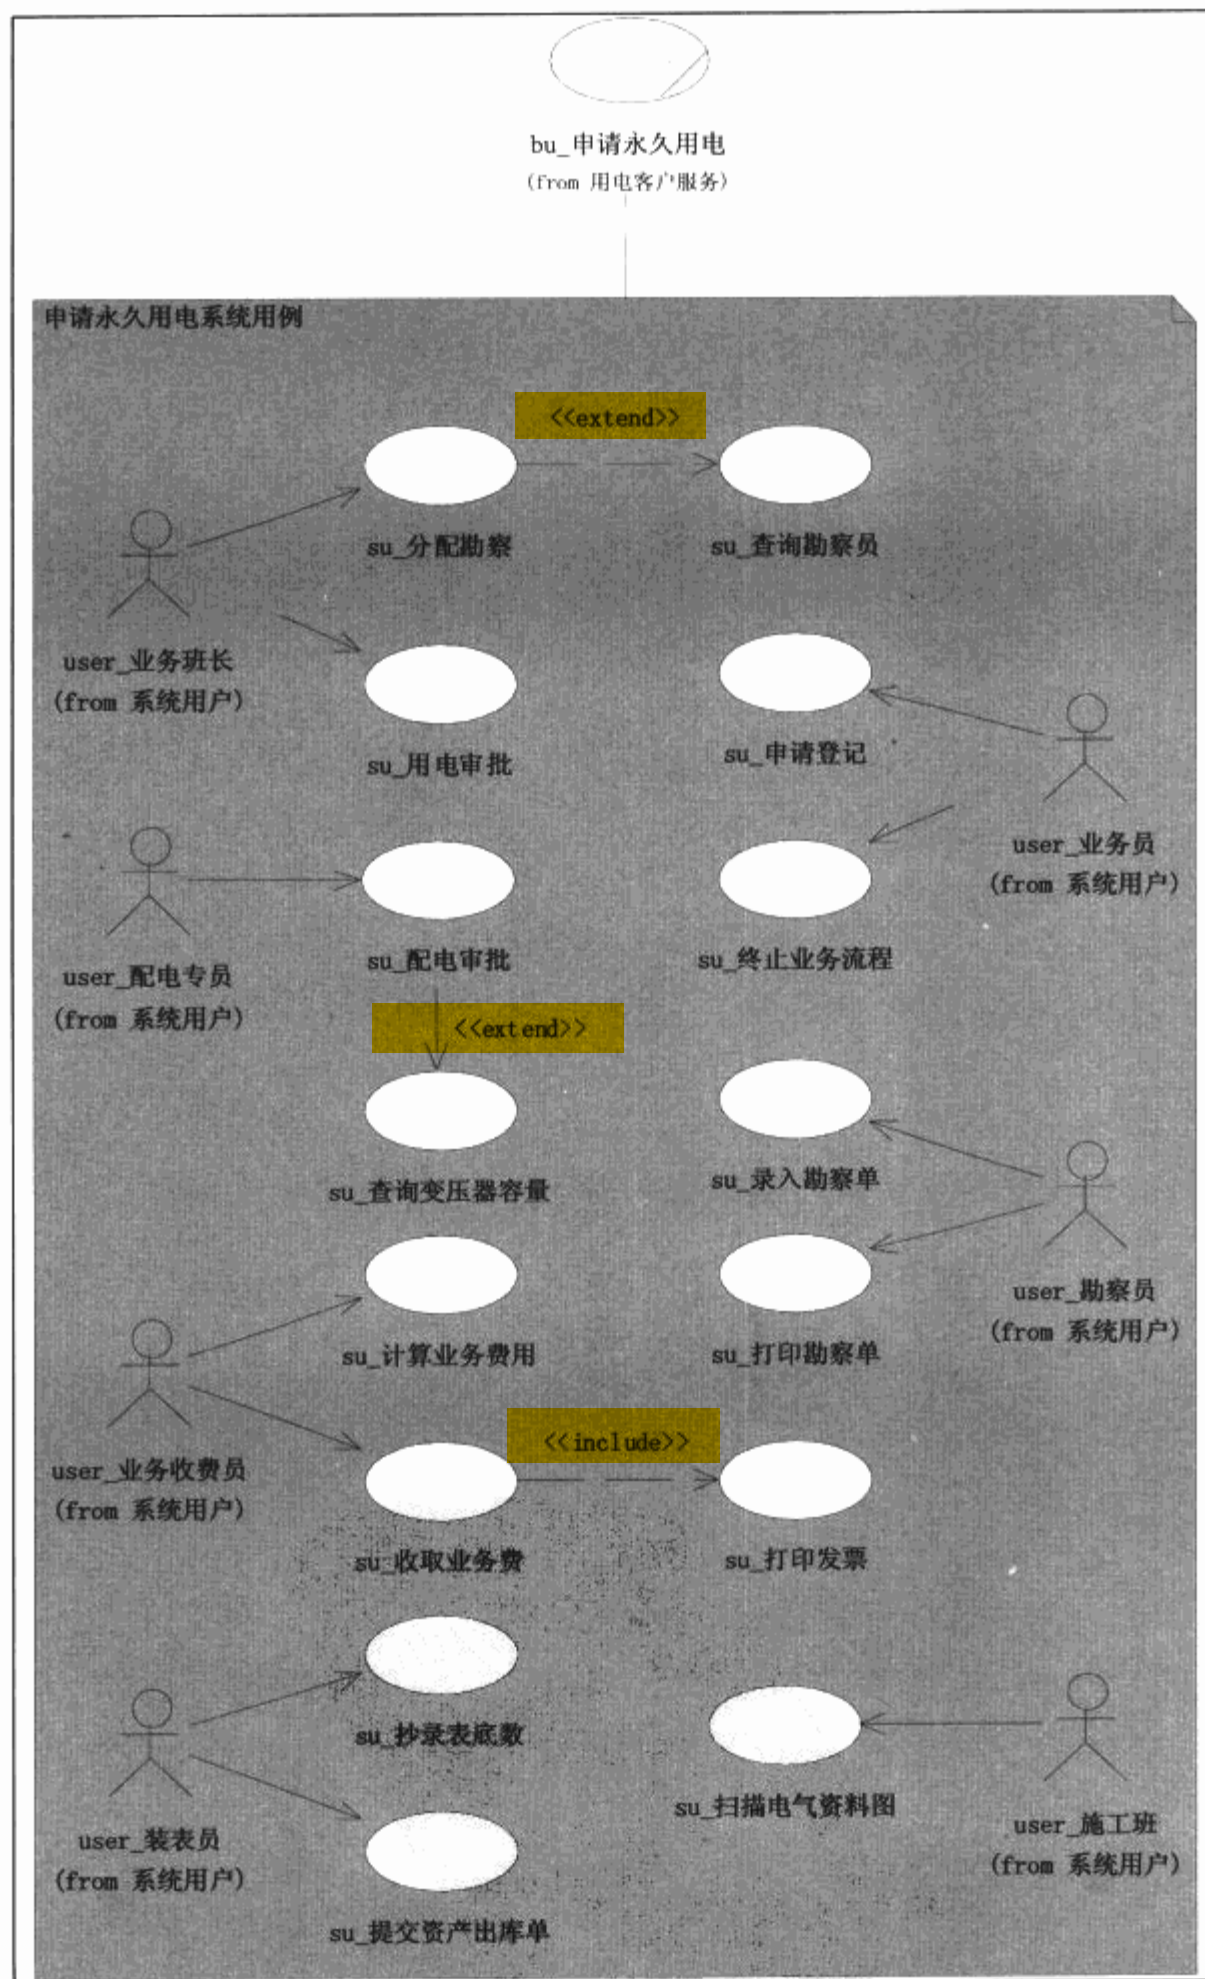 bu_申请永久用电
(from 用电客户服务)
申请永久用电系统用例
<<extend>>
su_分配勘察
su_查询勘察员
user_业务班长
(from 系统用户)
su_用电审批
su_申请登记
user_业务员
(from 系统用户)
user_配电专员
(from 系统用户)
su_配电审批
su_终止业务流程
<<extend>>
su_查询变压器容量
su_录入勘察单
user_勘察员
(from 系统用户)
su_计算业务费用
su_打印勘察单
user_业务收费员
(from 系统用户)
<<include>>
su_收取业务费
su_打印发票
su_抄录表底数
su_扫描电气资料图
user_装表员
(from 系统用户)
user_施工班
(from 系统用户)
su_提交资产出库单